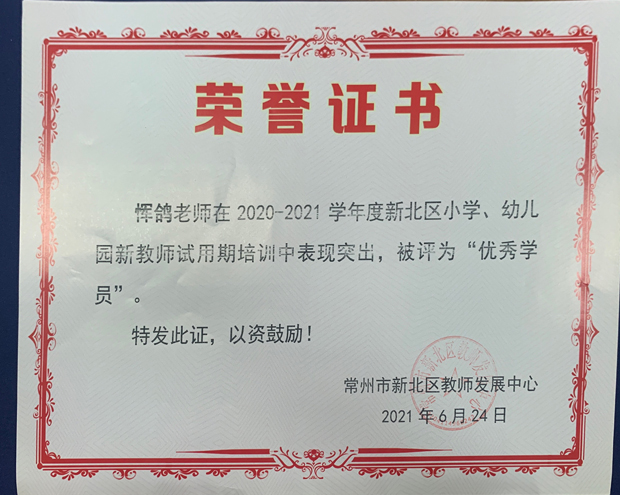 荣誉证书
恽鸽老师在 2020-2021 学年度新北区小学、幼儿
园新教师试用期培训中表现突出，被评为“优秀学
员”。
特发此证，以资鼓励！
常州市新北区教师发展中心
2021 年 6 月 24 日